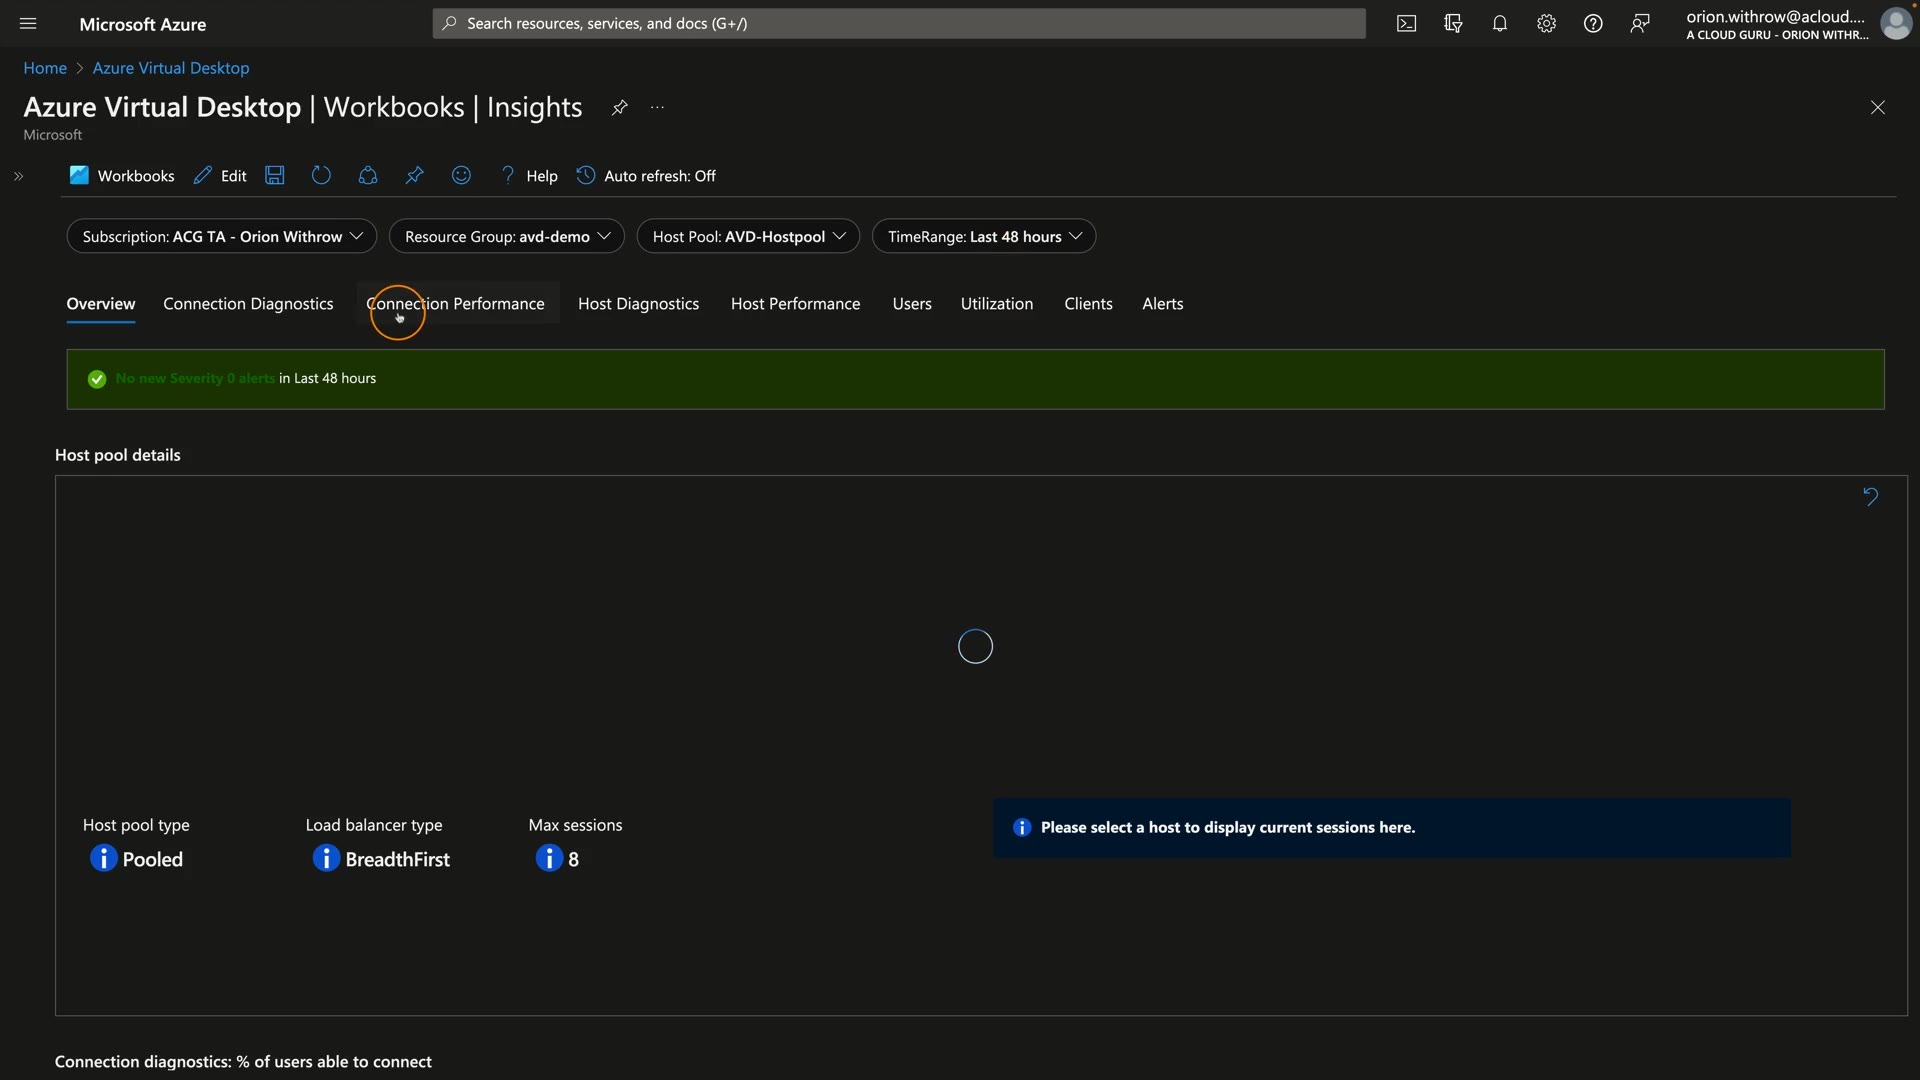 Microsoft Azure
Search resources, services, and docs (G+/)
orion.withrow@acloud....
A CLOUD GURU - ORION WITHR...
Home > Azure Virtual Desktop
Azure Virtual Desktop | Workbooks | Insights ...
Microsoft
Workbooks Edit Help Auto refresh: Off
Subscription: ACG TA - Orion Withrow Resource Group: avd-demo Host Pool: AVD-Hostpool TimeRange: Last 48 hours
Overview Connection Diagnostics Connection Performance Host Diagnostics Host Performance Users Utilization Clients Alerts
No new Severity 0 alerts in Last 48 hours
Host pool details
Host pool type Load balancer type Max sessions
Pooled BreadthFirst 8
Please select a host to display current sessions here.
Connection diagnostics: % of users able to connect